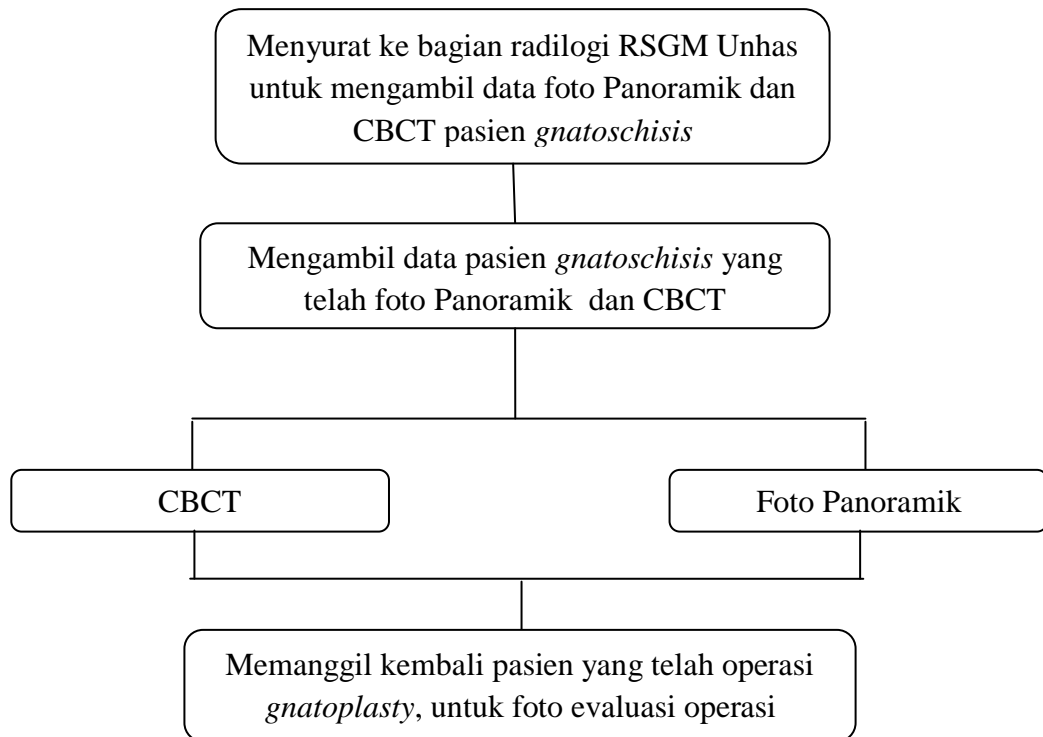 Menyurat ke bagian radilogi RSGM Unhas
untuk mengambil data foto Panoramik dan
CBCT pasien gnatoschisis
Mengambil data pasien gnatoschisis yang
telah foto Panoramik dan CBCT
CBCT
Foto Panoramik
Memanggil kembali pasien yang telah operasi
gnatoplasty, untuk foto evaluasi operasi